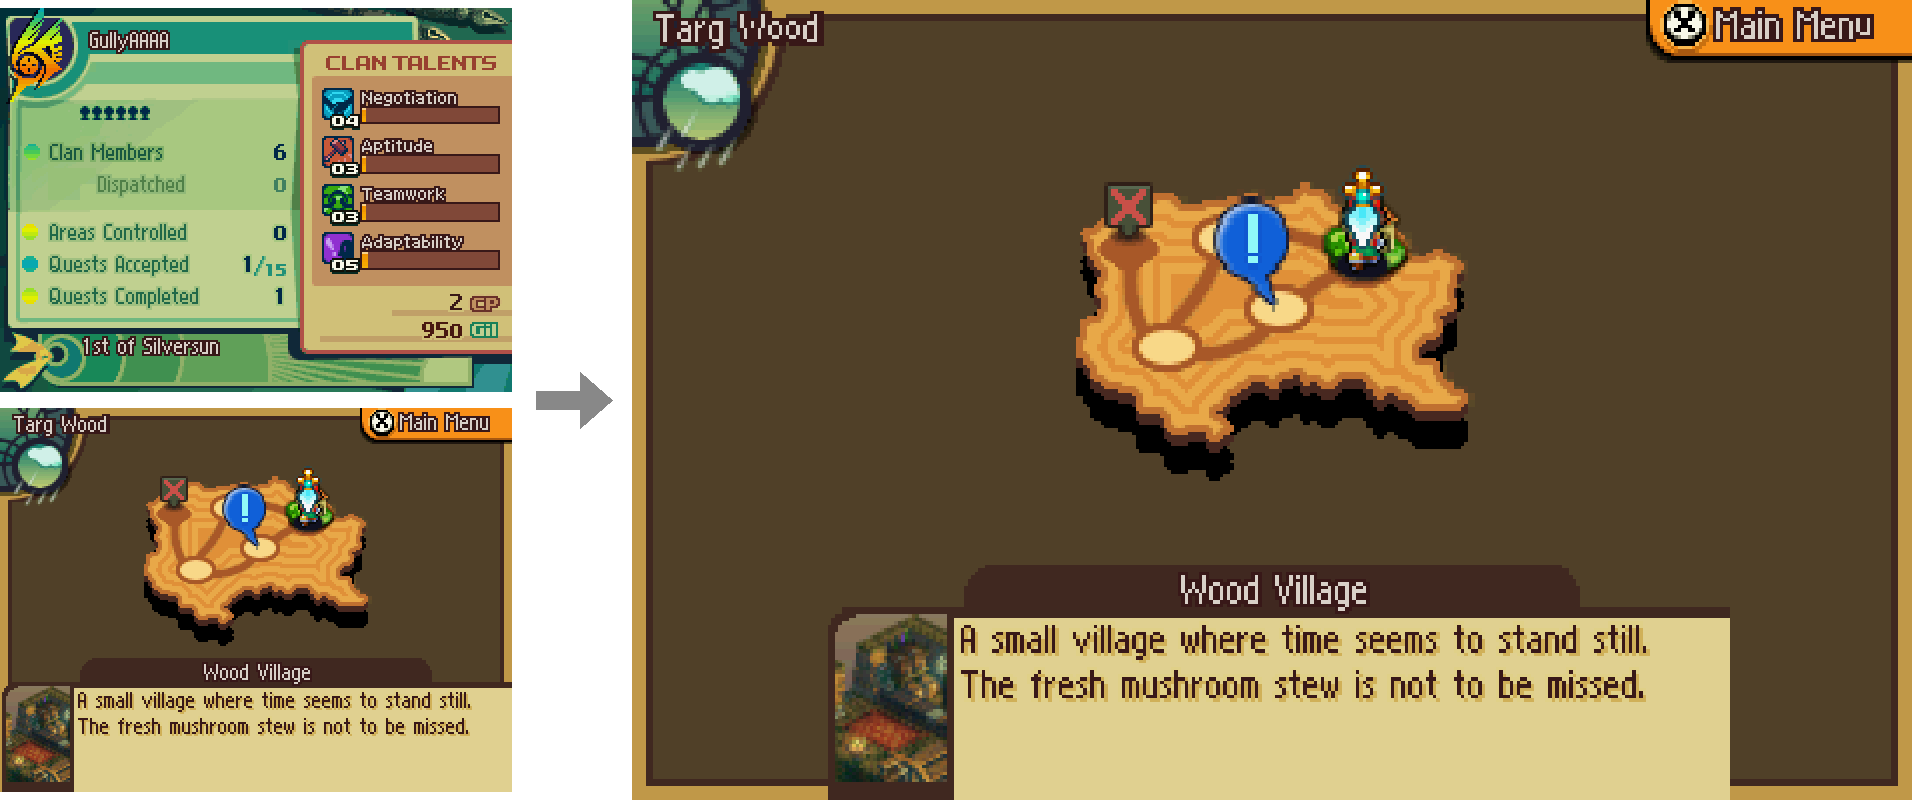 GullyAAAA
CLAN TALENTS
Negotiation
04
Aptitude
03
Teamwork
03
Adaptability
05
Clan Members 6
Dispatched 0
Areas Controlled 0
Quests Accepted 1/15
Quests Completed 1
2 CP
950 Gil
1st of Silversun
Targ Wood
X Main Menu
!
Wood Village
A small village where time seems to stand still.
The fresh mushroom stew is not to be missed.
Targ Wood
X Main Menu
!
Wood Village
A small village where time seems to stand still.
The fresh mushroom stew is not to be missed.